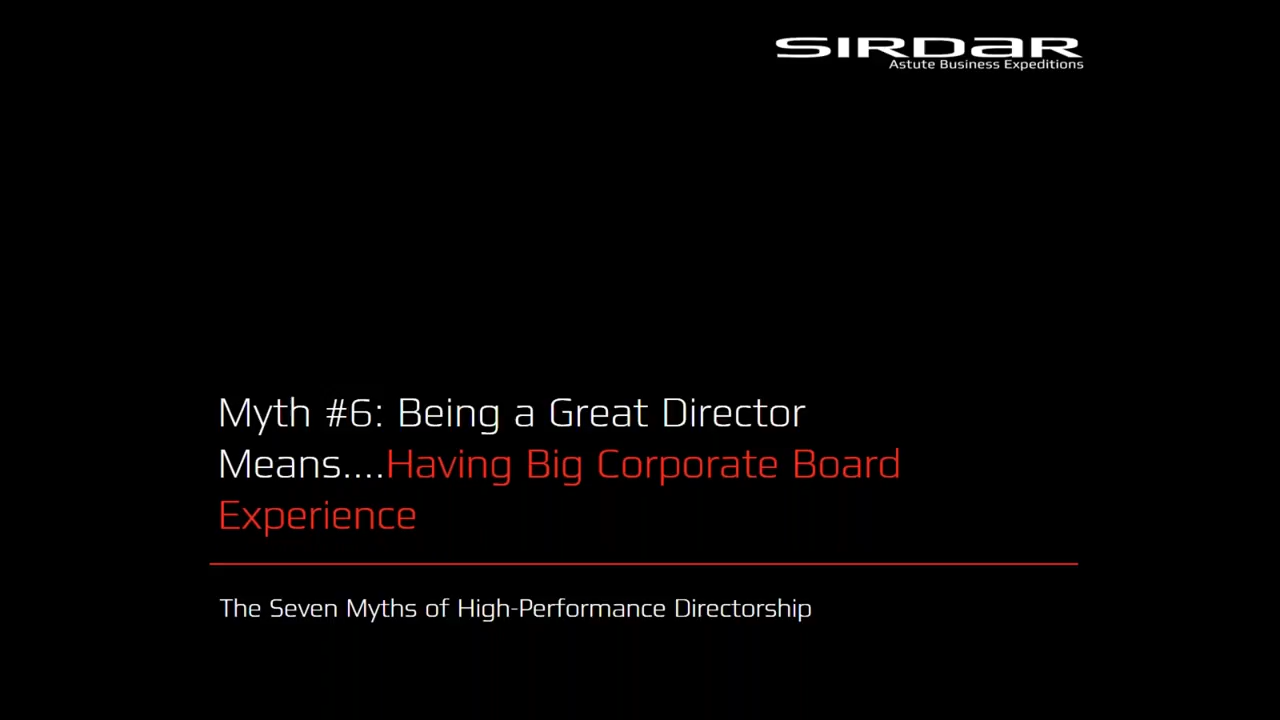 SIRDAR
Astute Business Expeditions
Myth #6: Being a Great Director
Means....Having Big Corporate Board
Experience
The Seven Myths of High-Performance Directorship